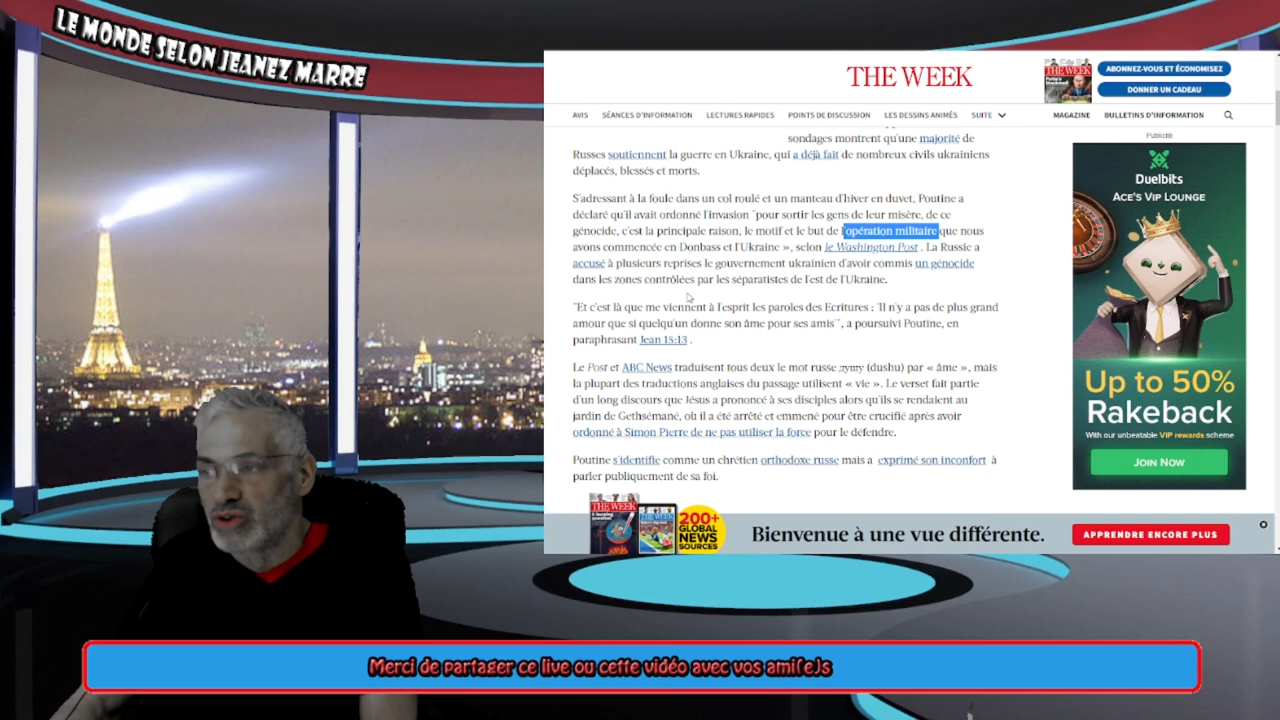 LE MONDE SELON JEANEZ MARRE
THE WEEK
THE WEEK
ABONNEZ-VOUS ET ÉCONOMISEZ
DONNER UN CADEAU
AVIS SÉANCES D'INFORMATION LECTURES RAPIDES POINTS DE DISCUSSION LES DESSINS ANIMÉS SUITE MAGAZINE BULLETINS D'INFORMATION
sondages montrent qu'une majorité de
Russes soutiennent la guerre en Ukraine, qui a déjà fait de nombreux civils ukrainiens
déplacés, blessés et morts.
S'adressant à la foule dans un col roulé et un manteau d'hiver en duvet, Poutine a
déclaré qu'il avait ordonné l'invasion "pour sortir les gens de leur misère, de ce
génocide, c'est la principale raison, le motif et le but de l'opération militaire que nous
avons commencée en Donbass et l'Ukraine », selon le Washington Post . La Russie a
accusé à plusieurs reprises le gouvernement ukrainien d'avoir commis un génocide
dans les zones contrôlées par les séparatistes de l'est de l'Ukraine.
"Et c'est là que me viennent à l'esprit les paroles des Ecritures : 'Il n'y a pas de plus grand
amour que si quelqu'un donne son âme pour ses amis'", a poursuivi Poutine, en
paraphrasant Jean 15:13 .
Le Post et ABC News traduisent tous deux le mot russe душу (dushu) par « âme », mais
la plupart des traductions anglaises du passage utilisent « vie ». Le verset fait partie
d'un long discours que Jésus a prononcé à ses disciples alors qu'ils se rendaient au
jardin de Gethsémané, où il a été arrêté et emmené pour être crucifié après avoir
ordonné à Simon Pierre de ne pas utiliser la force pour le défendre.
Poutine s'identifie comme un chrétien orthodoxe russe mais a exprimé son inconfort à
parler publiquement de sa foi.
Publicité
Duelbits
ACE'S VIP LOUNGE
Up to 50%
Rakeback
With our unbeatable VIP rewards scheme
JOIN NOW
THE WEEK
THE WEEK
200+
GLOBAL
NEWS
SOURCES
Bienvenue à une vue différente.
APPRENDRE ENCORE PLUS
Merci de partager ce live ou cette vidéo avec vos ami(e)s